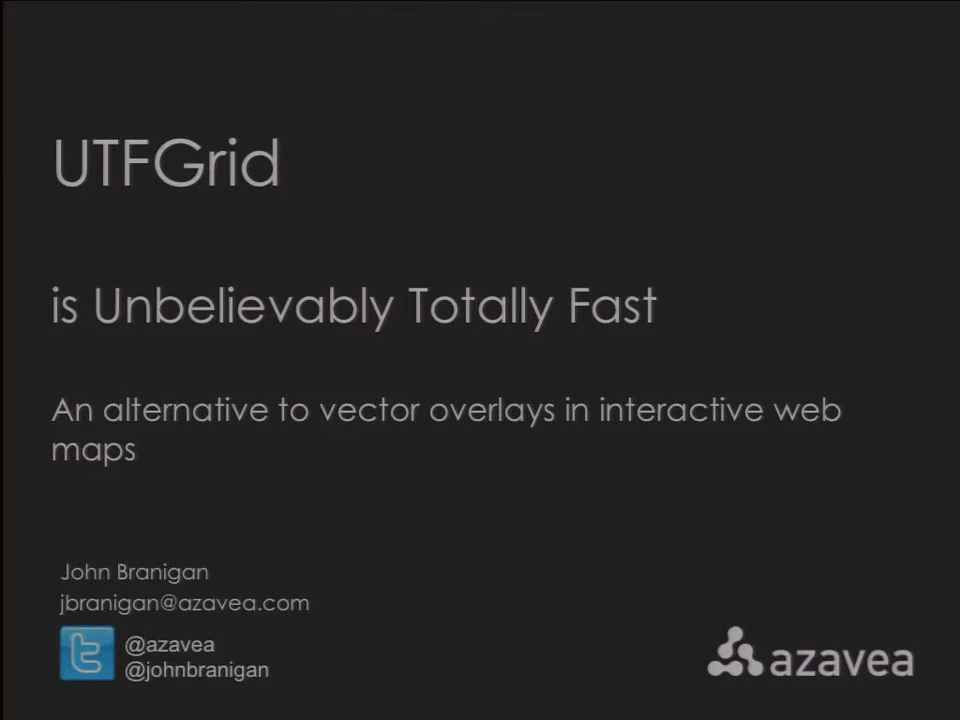 UTFGrid
is Unbelievably Totally Fast
An alternative to vector overlays in interactive web
maps
John Branigan
jbranigan@azavea.com
@azavea
@johnbranigan
azavea